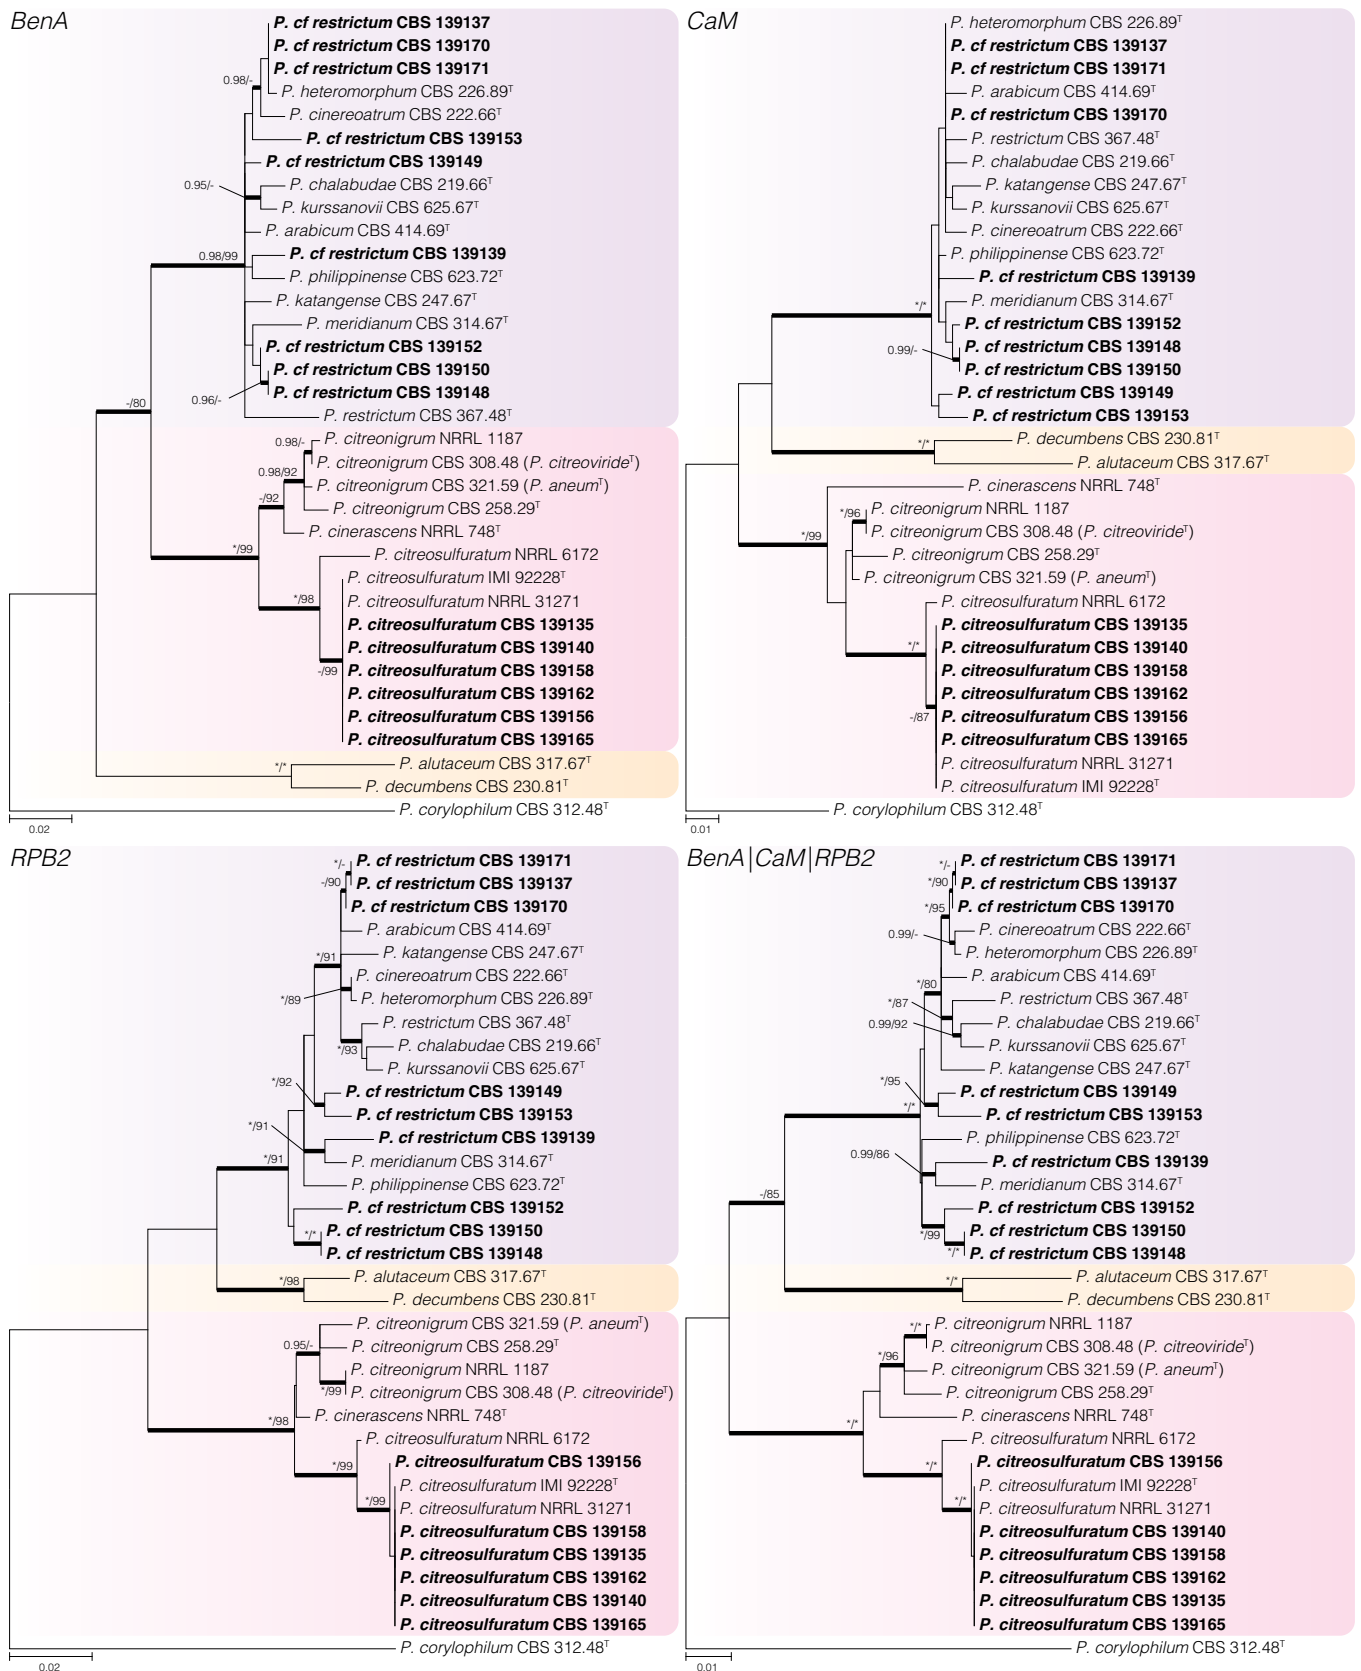 BenA
P. cf restrictum CBS 139137
P. cf restrictum CBS 139170
P. cf restrictum CBS 139171
0.98/-
P. heteromorphum CBS 226.89ᵀ
P. cinereoatrum CBS 222.66ᵀ
P. cf restrictum CBS 139153
P. cf restrictum CBS 139149
0.95/-
P. chalabudae CBS 219.66ᵀ
P. kurssanovii CBS 625.67ᵀ
P. arabicum CBS 414.69ᵀ
P. cf restrictum CBS 139139
0.98/99
P. philippinense CBS 623.72ᵀ
P. katangense CBS 247.67ᵀ
P. meridianum CBS 314.67ᵀ
P. cf restrictum CBS 139152
P. cf restrictum CBS 139150
P. cf restrictum CBS 139148
0.96/-
-/80
P. restrictum CBS 367.48ᵀ
P. citreonigrum NRRL 1187
0.98/-
P. citreonigrum CBS 308.48 (P. citreovirideᵀ)
0.98/92
P. citreonigrum CBS 321.59 (P. aneumᵀ)
-/92
P. citreonigrum CBS 258.29ᵀ
P. cinerascens NRRL 748ᵀ
*/99
P. citreosulfuratum NRRL 6172
P. citreosulfuratum IMI 92228ᵀ
*/98
P. citreosulfuratum NRRL 31271
P. citreosulfuratum CBS 139135
P. citreosulfuratum CBS 139140
P. citreosulfuratum CBS 139158
-/99
P. citreosulfuratum CBS 139162
P. citreosulfuratum CBS 139156
P. citreosulfuratum CBS 139165
*/*
P. alutaceum CBS 317.67ᵀ
P. decumbens CBS 230.81ᵀ
P. corylophilum CBS 312.48ᵀ
0.02
CaM
P. heteromorphum CBS 226.89ᵀ
P. cf restrictum CBS 139137
P. cf restrictum CBS 139171
P. arabicum CBS 414.69ᵀ
P. cf restrictum CBS 139170
P. restrictum CBS 367.48ᵀ
P. chalabudae CBS 219.66ᵀ
P. katangense CBS 247.67ᵀ
P. kurssanovii CBS 625.67ᵀ
P. cinereoatrum CBS 222.66ᵀ
P. philippinense CBS 623.72ᵀ
P. cf restrictum CBS 139139
*/*
P. meridianum CBS 314.67ᵀ
P. cf restrictum CBS 139152
0.99/-
P. cf restrictum CBS 139148
P. cf restrictum CBS 139150
P. cf restrictum CBS 139149
P. cf restrictum CBS 139153
*/*
P. decumbens CBS 230.81ᵀ
P. alutaceum CBS 317.67ᵀ
P. cinerascens NRRL 748ᵀ
*/96
P. citreonigrum NRRL 1187
P. citreonigrum CBS 308.48 (P. citreovirideᵀ)
*/99
P. citreonigrum CBS 258.29ᵀ
P. citreonigrum CBS 321.59 (P. aneumᵀ)
P. citreosulfuratum NRRL 6172
P. citreosulfuratum CBS 139135
*/*
P. citreosulfuratum CBS 139140
P. citreosulfuratum CBS 139158
P. citreosulfuratum CBS 139162
-/87
P. citreosulfuratum CBS 139156
P. citreosulfuratum CBS 139165
P. citreosulfuratum NRRL 31271
P. citreosulfuratum IMI 92228ᵀ
P. corylophilum CBS 312.48ᵀ
0.01
RPB2
*/-
P. cf restrictum CBS 139171
-/90
P. cf restrictum CBS 139137
P. cf restrictum CBS 139170
P. arabicum CBS 414.69ᵀ
*/91
P. katangense CBS 247.67ᵀ
P. cinereoatrum CBS 222.66ᵀ
*/89
P. heteromorphum CBS 226.89ᵀ
P. restrictum CBS 367.48ᵀ
*/93
P. chalabudae CBS 219.66ᵀ
P. kurssanovii CBS 625.67ᵀ
*/92
P. cf restrictum CBS 139149
P. cf restrictum CBS 139153
*/91
P. cf restrictum CBS 139139
*/91
P. meridianum CBS 314.67ᵀ
P. philippinense CBS 623.72ᵀ
P. cf restrictum CBS 139152
*/*
P. cf restrictum CBS 139150
P. cf restrictum CBS 139148
*/98
P. alutaceum CBS 317.67ᵀ
P. decumbens CBS 230.81ᵀ
P. citreonigrum CBS 321.59 (P. aneumᵀ)
0.95/-
P. citreonigrum CBS 258.29ᵀ
P. citreonigrum NRRL 1187
*/99
P. citreonigrum CBS 308.48 (P. citreovirideᵀ)
*/98
P. cinerascens NRRL 748ᵀ
P. citreosulfuratum NRRL 6172
*/99
P. citreosulfuratum CBS 139156
P. citreosulfuratum IMI 92228ᵀ
*/99
P. citreosulfuratum NRRL 31271
P. citreosulfuratum CBS 139158
P. citreosulfuratum CBS 139135
P. citreosulfuratum CBS 139162
P. citreosulfuratum CBS 139140
P. citreosulfuratum CBS 139165
P. corylophilum CBS 312.48ᵀ
0.02
BenA|CaM|RPB2
*/-
P. cf restrictum CBS 139171
*/90
P. cf restrictum CBS 139137
*/95
P. cf restrictum CBS 139170
P. cinereoatrum CBS 222.66ᵀ
0.99/-
P. heteromorphum CBS 226.89ᵀ
P. arabicum CBS 414.69ᵀ
*/80
P. restrictum CBS 367.48ᵀ
*/87
P. chalabudae CBS 219.66ᵀ
0.99/92
P. kurssanovii CBS 625.67ᵀ
P. katangense CBS 247.67ᵀ
*/95
P. cf restrictum CBS 139149
*/*
P. cf restrictum CBS 139153
P. philippinense CBS 623.72ᵀ
0.99/86
P. cf restrictum CBS 139139
P. meridianum CBS 314.67ᵀ
-/85
P. cf restrictum CBS 139152
*/99
P. cf restrictum CBS 139150
*/*
P. cf restrictum CBS 139148
*/*
P. alutaceum CBS 317.67ᵀ
P. decumbens CBS 230.81ᵀ
*/*
P. citreonigrum NRRL 1187
P. citreonigrum CBS 308.48 (P. citreovirideᵀ)
*/96
P. citreonigrum CBS 321.59 (P. aneumᵀ)
P. citreonigrum CBS 258.29ᵀ
*/*
P. cinerascens NRRL 748ᵀ
P. citreosulfuratum NRRL 6172
*/*
P. citreosulfuratum CBS 139156
P. citreosulfuratum IMI 92228ᵀ
*/*
P. citreosulfuratum NRRL 31271
P. citreosulfuratum CBS 139140
P. citreosulfuratum CBS 139158
P. citreosulfuratum CBS 139162
P. citreosulfuratum CBS 139135
P. citreosulfuratum CBS 139165
P. corylophilum CBS 312.48ᵀ
0.01